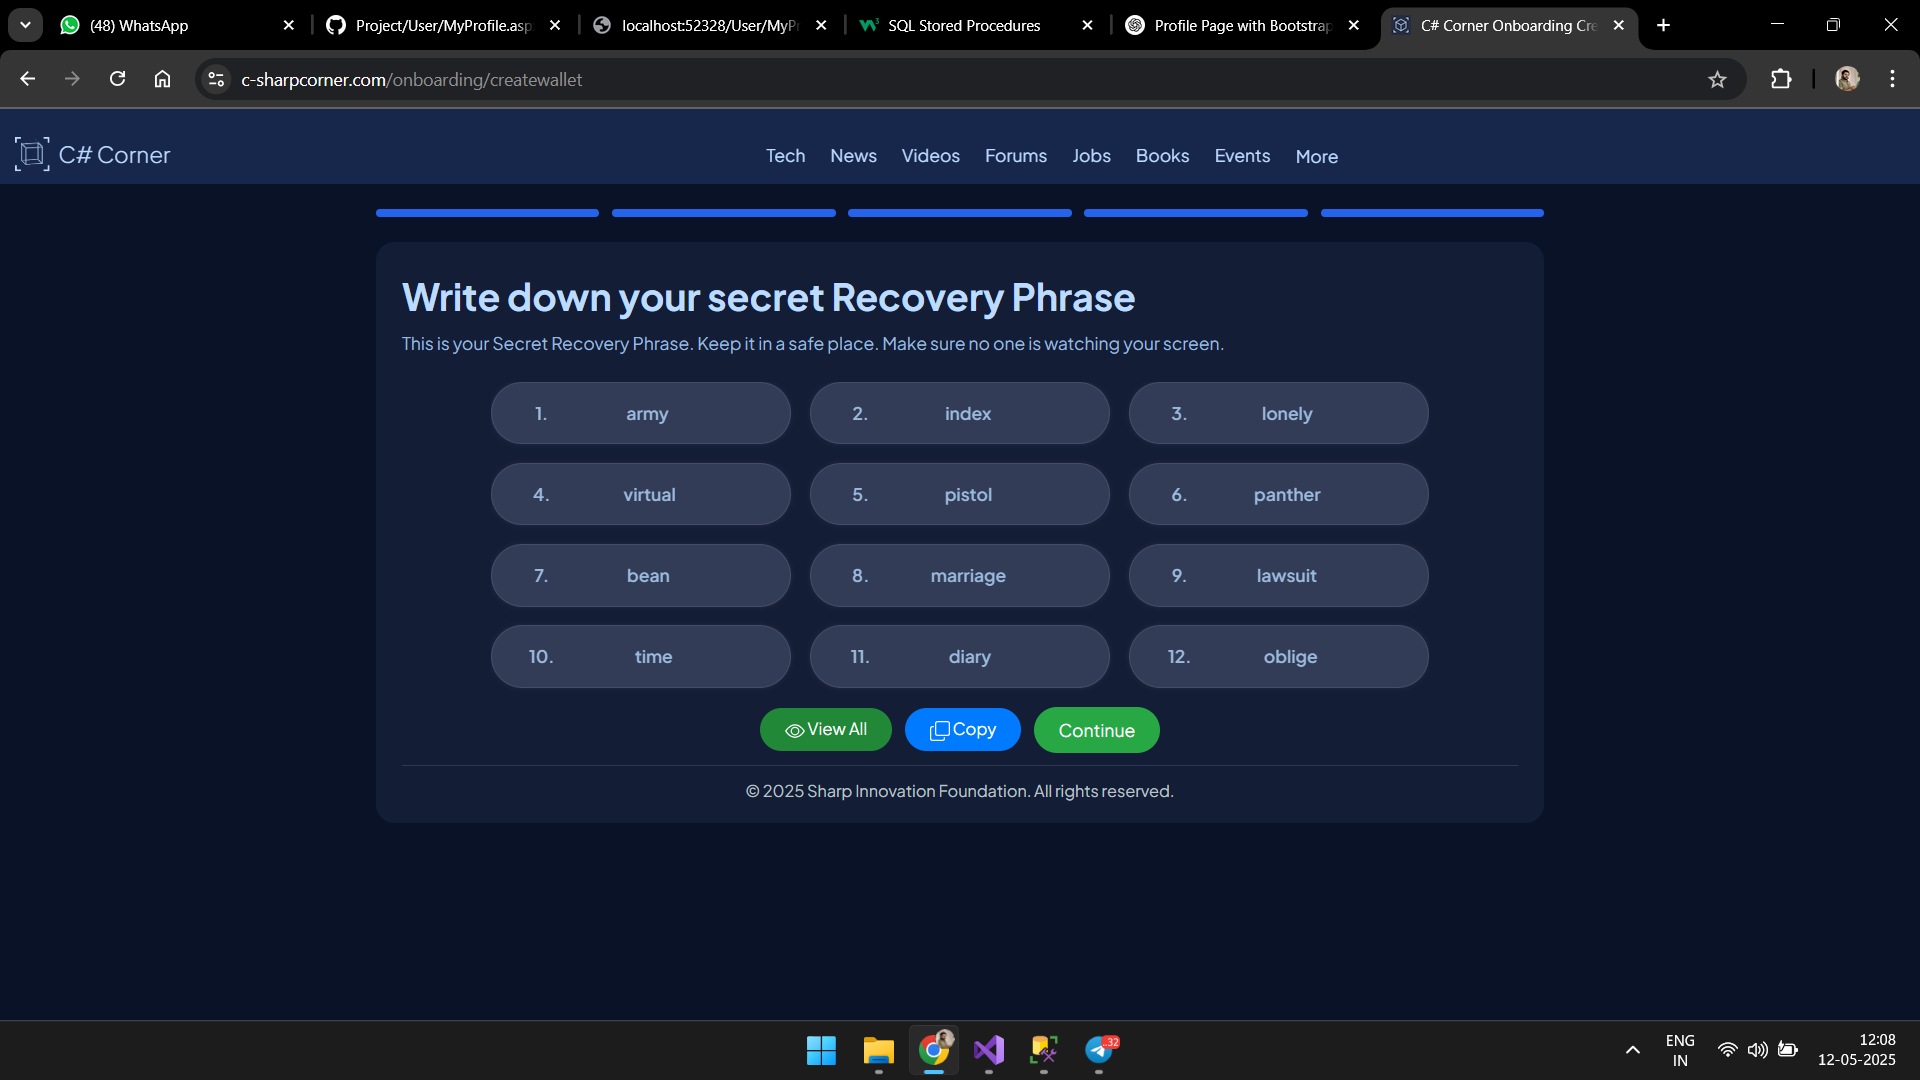 (48) WhatsApp
Project/User/MyProfile.asp
localhost:52328/User/MyPr
SQL Stored Procedures
Profile Page with Bootstrap
C# Corner Onboarding Cre
c-sharpcorner.com/onboarding/createwallet
C# Corner
Tech News Videos Forums Jobs Books Events More
Write down your secret Recovery Phrase
This is your Secret Recovery Phrase. Keep it in a safe place. Make sure no one is watching your screen.
1. army 2. index 3. lonely
4. virtual 5. pistol 6. panther
7. bean 8. marriage 9. lawsuit
10. time 11. diary 12. oblige
View All Copy Continue
© 2025 Sharp Innovation Foundation. All rights reserved.
32
ENG
IN
12:08
12-05-2025